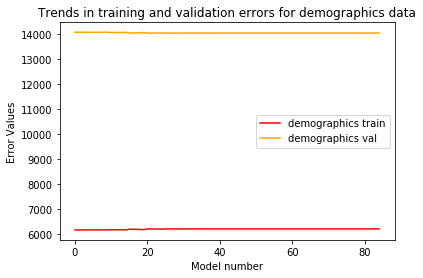 Trends in training and validation errors for demographics data
14000
13000
12000
11000
10000
9000
8000
7000
6000
Error Values
demographics train
demographics val
0 20 40 60 80
Model number